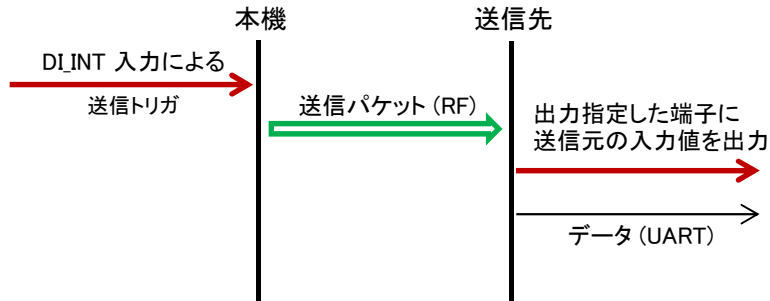 本機
送信先
DI_INT 入力による
送信トリガ
送信パケット (RF)
出力指定した端子に
送信元の入力値を出力
データ (UART)